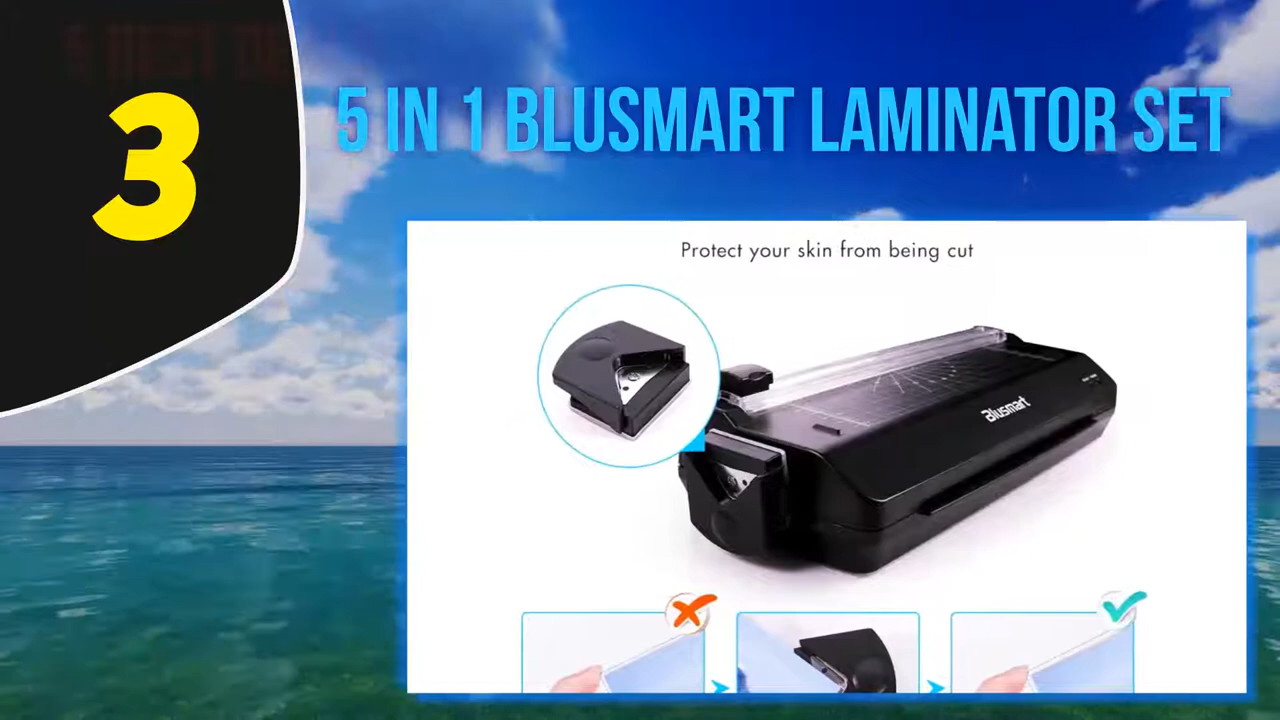 3
5 IN 1 BLUSMART LAMINATOR SET
Protect your skin from being cut
Blusmart